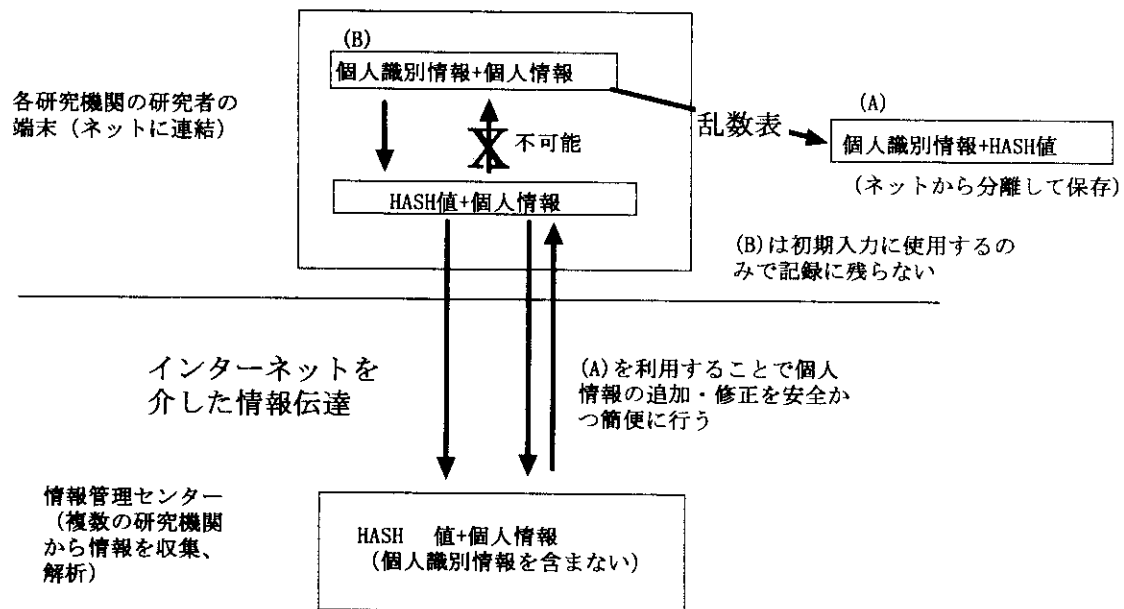 (B)
個人識別情報+個人情報
各研究機関の研究者の
端末（ネットに連結）
不可能
乱数表
(A)
個人識別情報+HASH値
（ネットから分離して保存）
HASH値+個人情報
(B)は初期入力に使用するの
みで記録に残らない
インターネットを
介した情報伝達
(A)を利用することで個人
情報の追加・修正を安全か
つ簡便に行う
情報管理センター
（複数の研究機関
から情報を収集、
解析）
HASH 値+個人情報
（個人識別情報を含まない）